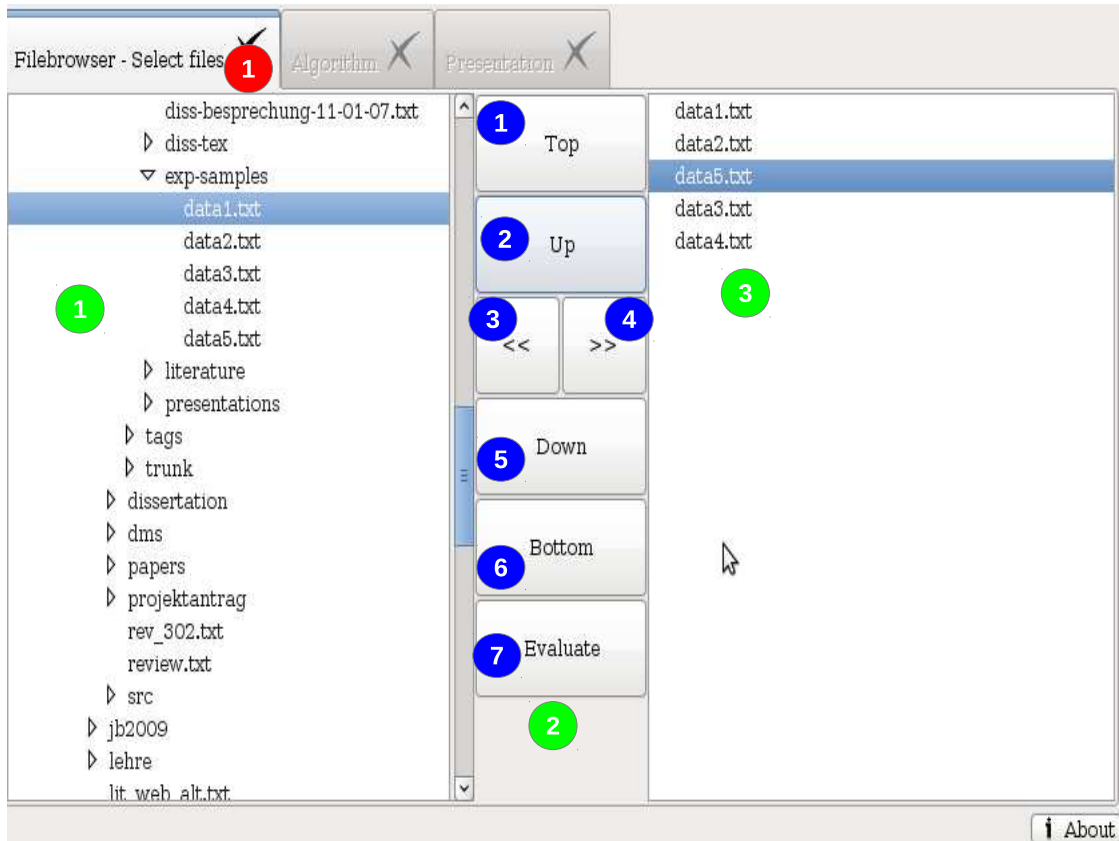 Filebrowser - Select files
1
Algorithm
Presentation
diss-besprechung-11-01-07.txt
diss-tex
exp-samples
data1.txt
data2.txt
data3.txt
data4.txt
data5.txt
literature
presentations
tags
trunk
dissertation
dms
papers
projektantrag
rev_302.txt
review.txt
src
jb2009
lehre
lit_web_alt.txt
1
1
Top
2
Up
3
<<
4
>>
5
Down
6
Bottom
7
Evaluate
2
data1.txt
data2.txt
data5.txt
data3.txt
data4.txt
3
i About